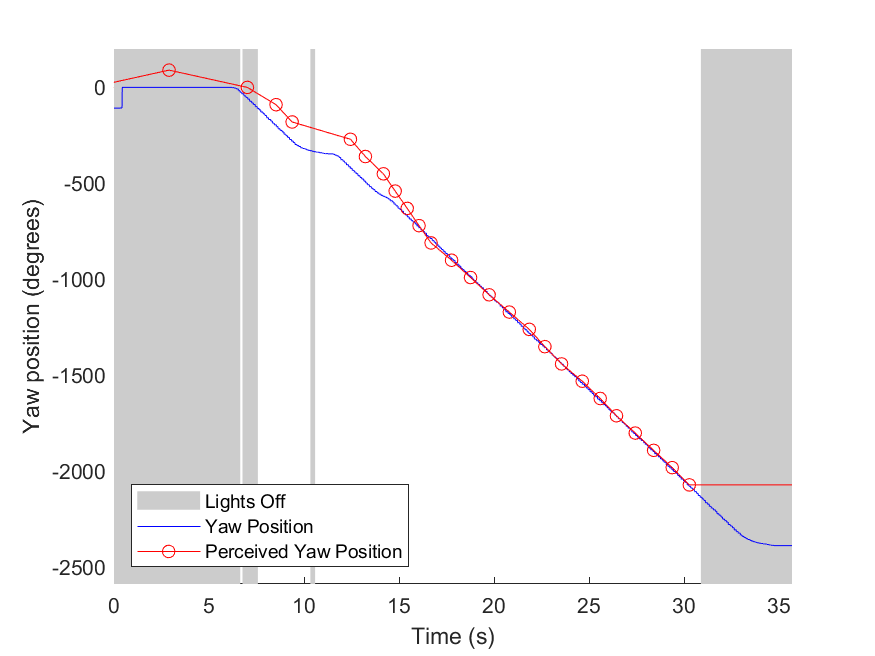 0
-500
-1000
-1500
-2000
-2500
Yaw position (degrees)
Lights Off
Yaw Position
Perceived Yaw Position
0 5 10 15 20 25 30 35
Time (s)